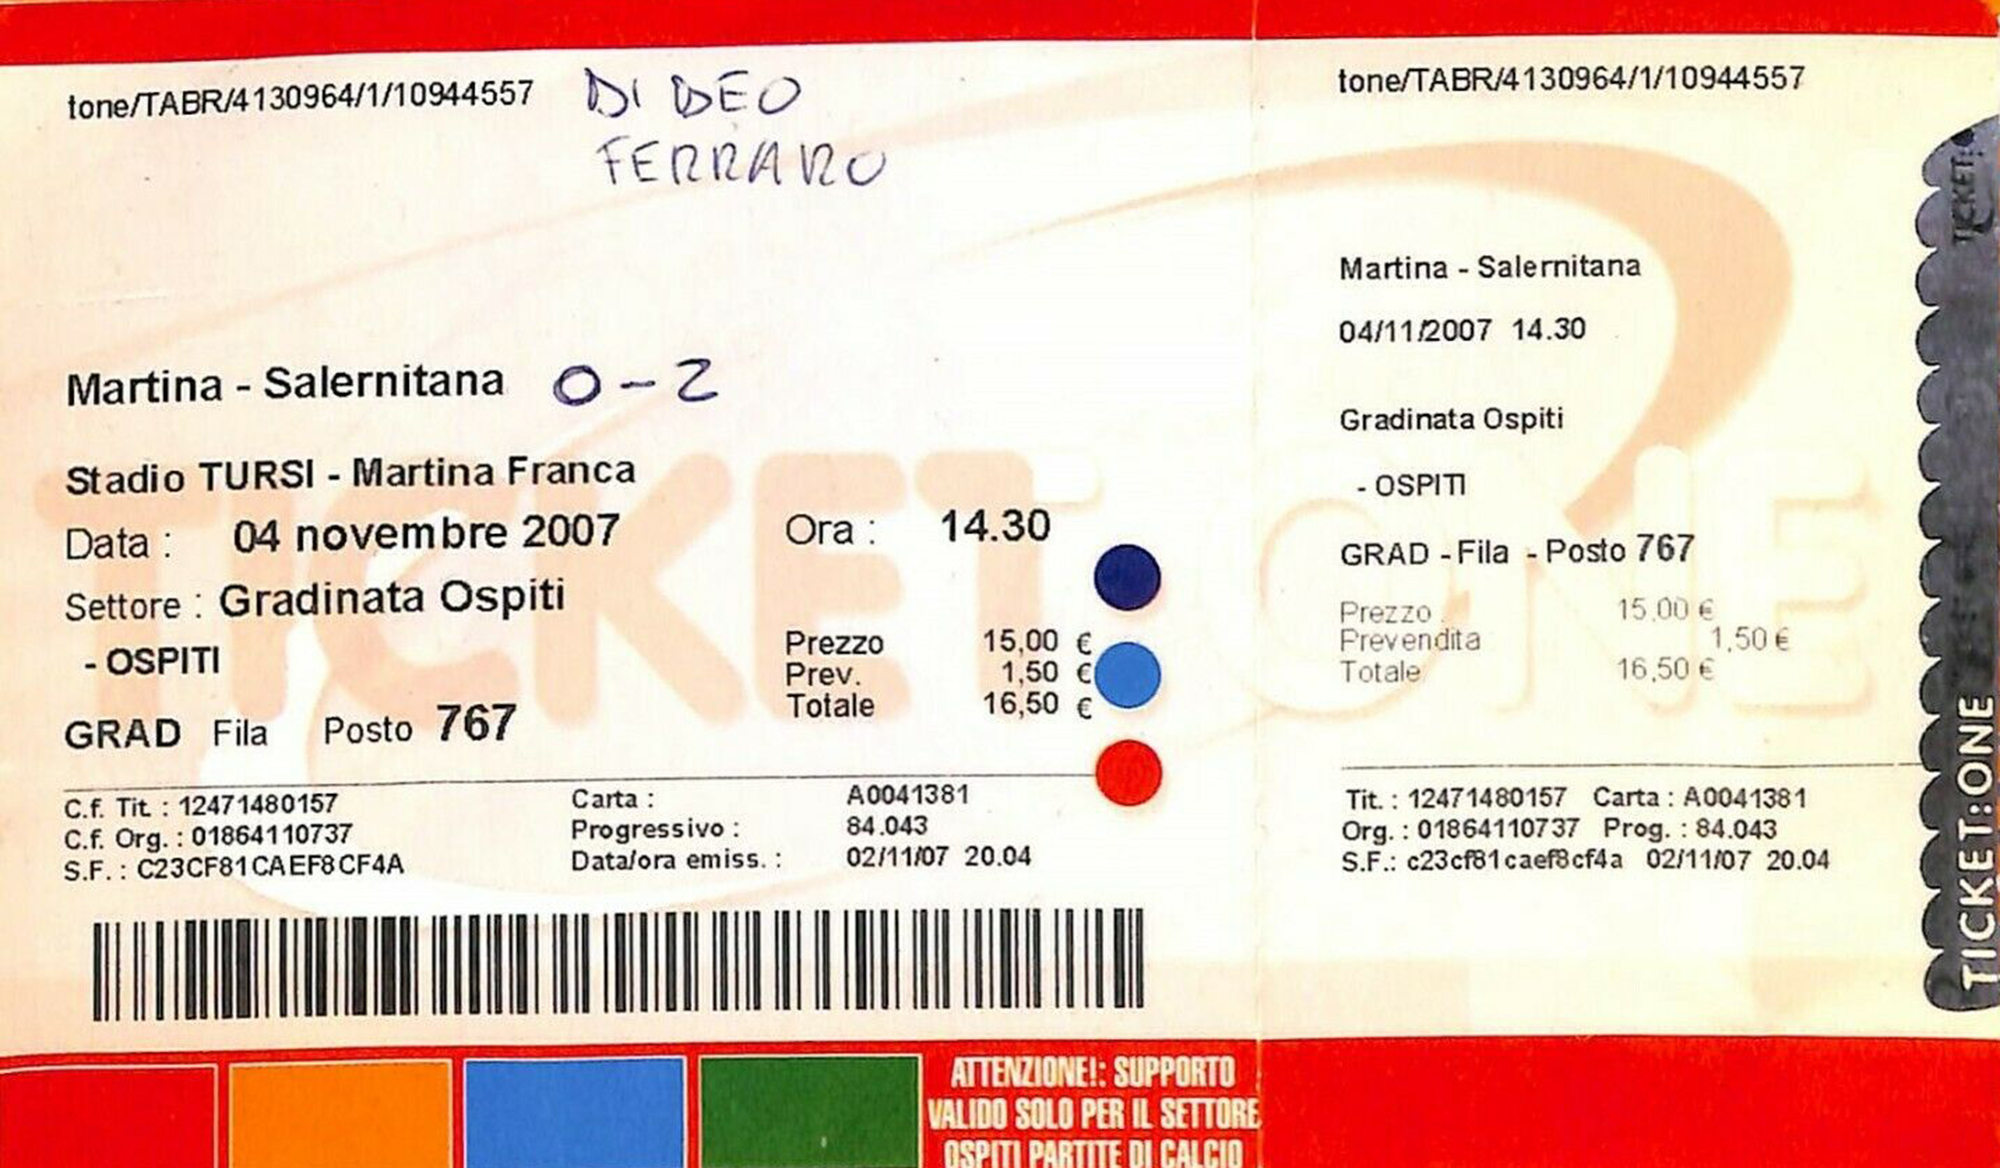 tone/TABR/4130964/1/10944557
DI DEO
FERRARO
Martina - Salernitana 0-2
Stadio TURSI - Martina Franca
Data : 04 novembre 2007 Ora : 14.30
Settore : Gradinata Ospiti
- OSPITI
Prezzo 15,00 €
Prev. 1,50 €
Totale 16,50 €
GRAD Fila Posto 767
C.f. Tit. : 12471480157 Carta : A0041381
C.f. Org. : 01864110737 Progressivo : 84.043
S.F. : C23CF81CAEF8CF4A Data/ora emiss. : 02/11/07 20.04
ATTENZIONE!: SUPPORTO
VALIDO SOLO PER IL SETTORE
OSPITI PARTITE DI CALCIO
tone/TABR/4130964/1/10944557
Martina - Salernitana
04/11/2007 14.30
Gradinata Ospiti
- OSPITI
GRAD - Fila - Posto 767
Prezzo 15,00 €
Prevendita 1,50 €
Totale 16,50 €
Tit. : 12471480157 Carta : A0041381
Org. : 01864110737 Prog. : 84.043
S.F.: c23cf81caef8cf4a 02/11/07 20.04
TICKET:ONE
TICKET:
TICKETONE